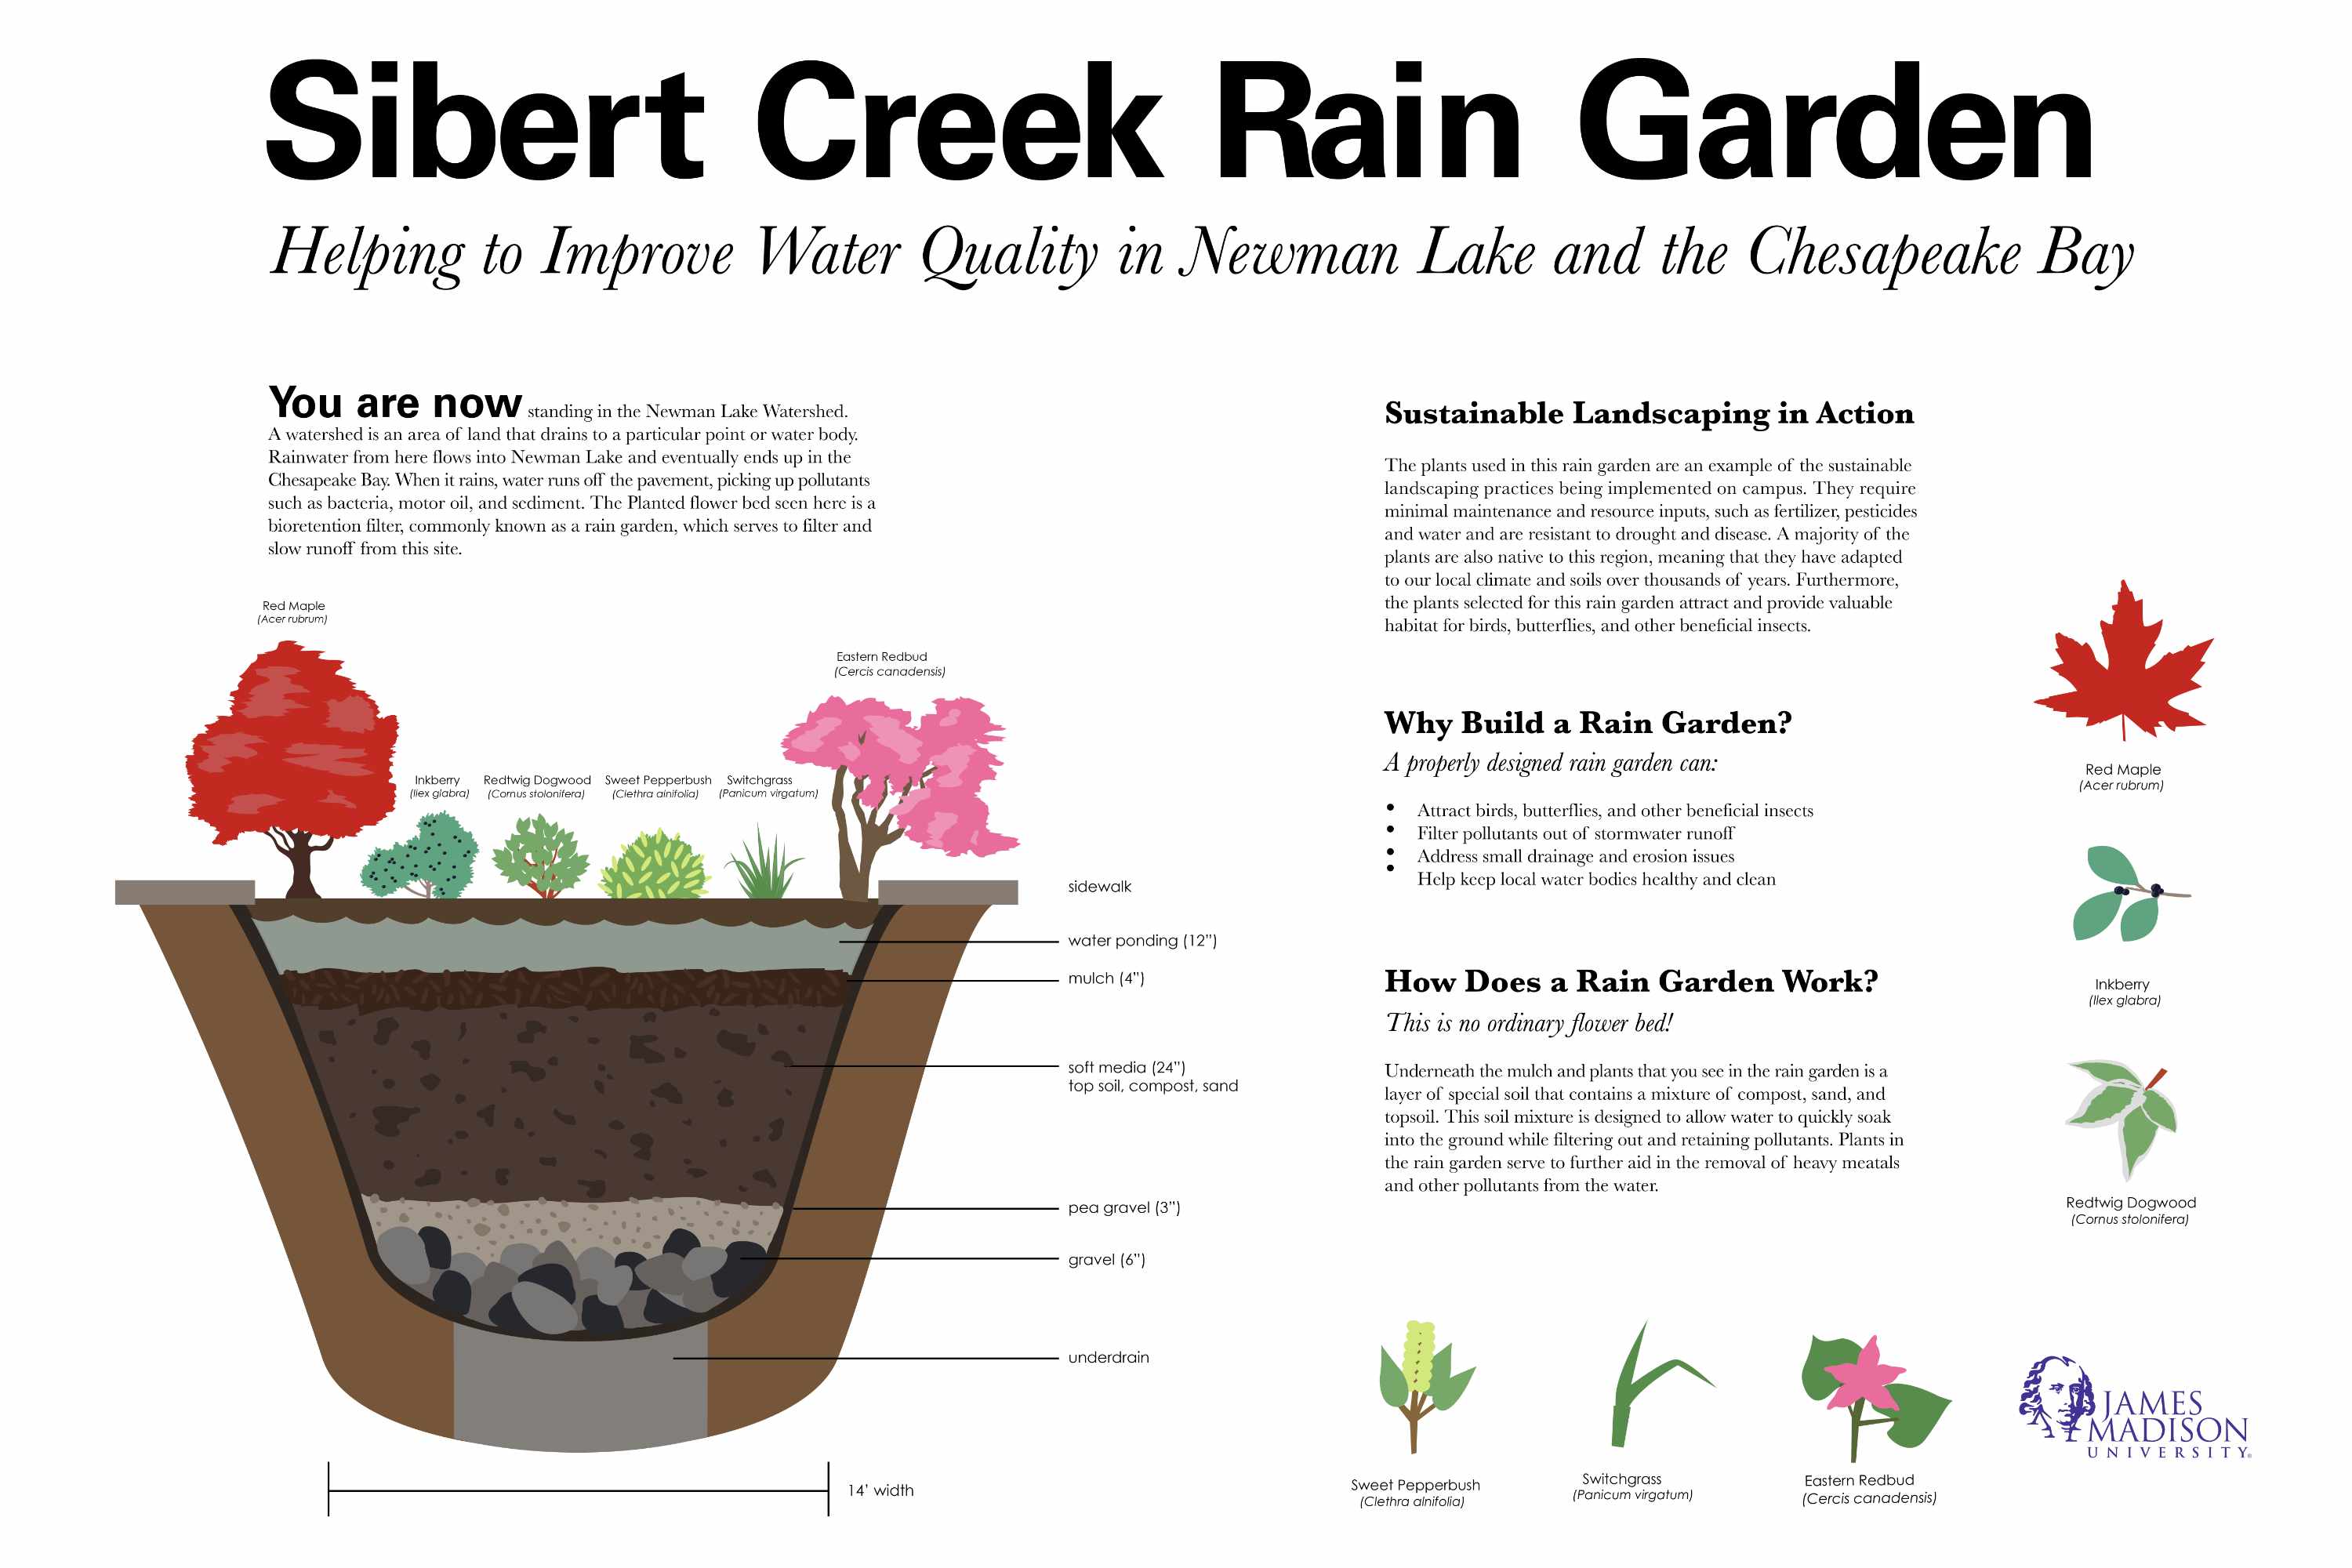 Sibert Creek Rain Garden
Helping to Improve Water Quality in Newman Lake and the Chesapeake Bay
You are now standing in the Newman Lake Watershed.
A watershed is an area of land that drains to a particular point or water body.
Rainwater from here flows into Newman Lake and eventually ends up in the
Chesapeake Bay. When it rains, water runs off the pavement, picking up pollutants
such as bacteria, motor oil, and sediment. The Planted flower bed seen here is a
bioretention filter, commonly known as a rain garden, which serves to filter and
slow runoff from this site.
Red Maple
(Acer rubrum)
Eastern Redbud
(Cercis canadensis)
Inkberry
(Ilex glabra)
Redtwig Dogwood
(Cornus stolonifera)
Sweet Pepperbush
(Clethra alnifolia)
Switchgrass
(Panicum virgatum)
sidewalk
water ponding (12”)
mulch (4”)
soft media (24”)
top soil, compost, sand
pea gravel (3”)
gravel (6”)
underdrain
14’ width
Sustainable Landscaping in Action
The plants used in this rain garden are an example of the sustainable
landscaping practices being implemented on campus. They require
minimal maintenance and resource inputs, such as fertilizer, pesticides
and water and are resistant to drought and disease. A majority of the
plants are also native to this region, meaning that they have adapted
to our local climate and soils over thousands of years. Furthermore,
the plants selected for this rain garden attract and provide valuable
habitat for birds, butterflies, and other beneficial insects.
Why Build a Rain Garden?
A properly designed rain garden can:
• Attract birds, butterflies, and other beneficial insects
• Filter pollutants out of stormwater runoff
• Address small drainage and erosion issues
• Help keep local water bodies healthy and clean
How Does a Rain Garden Work?
This is no ordinary flower bed!
Underneath the mulch and plants that you see in the rain garden is a
layer of special soil that contains a mixture of compost, sand, and
topsoil. This soil mixture is designed to allow water to quickly soak
into the ground while filtering out and retaining pollutants. Plants in
the rain garden serve to further aid in the removal of heavy meatals
and other pollutants from the water.
Red Maple
(Acer rubrum)
Inkberry
(Ilex glabra)
Redtwig Dogwood
(Cornus stolonifera)
Sweet Pepperbush
(Clethra alnifolia)
Switchgrass
(Panicum virgatum)
Eastern Redbud
(Cercis canadensis)
JAMES
MADISON
UNIVERSITY®